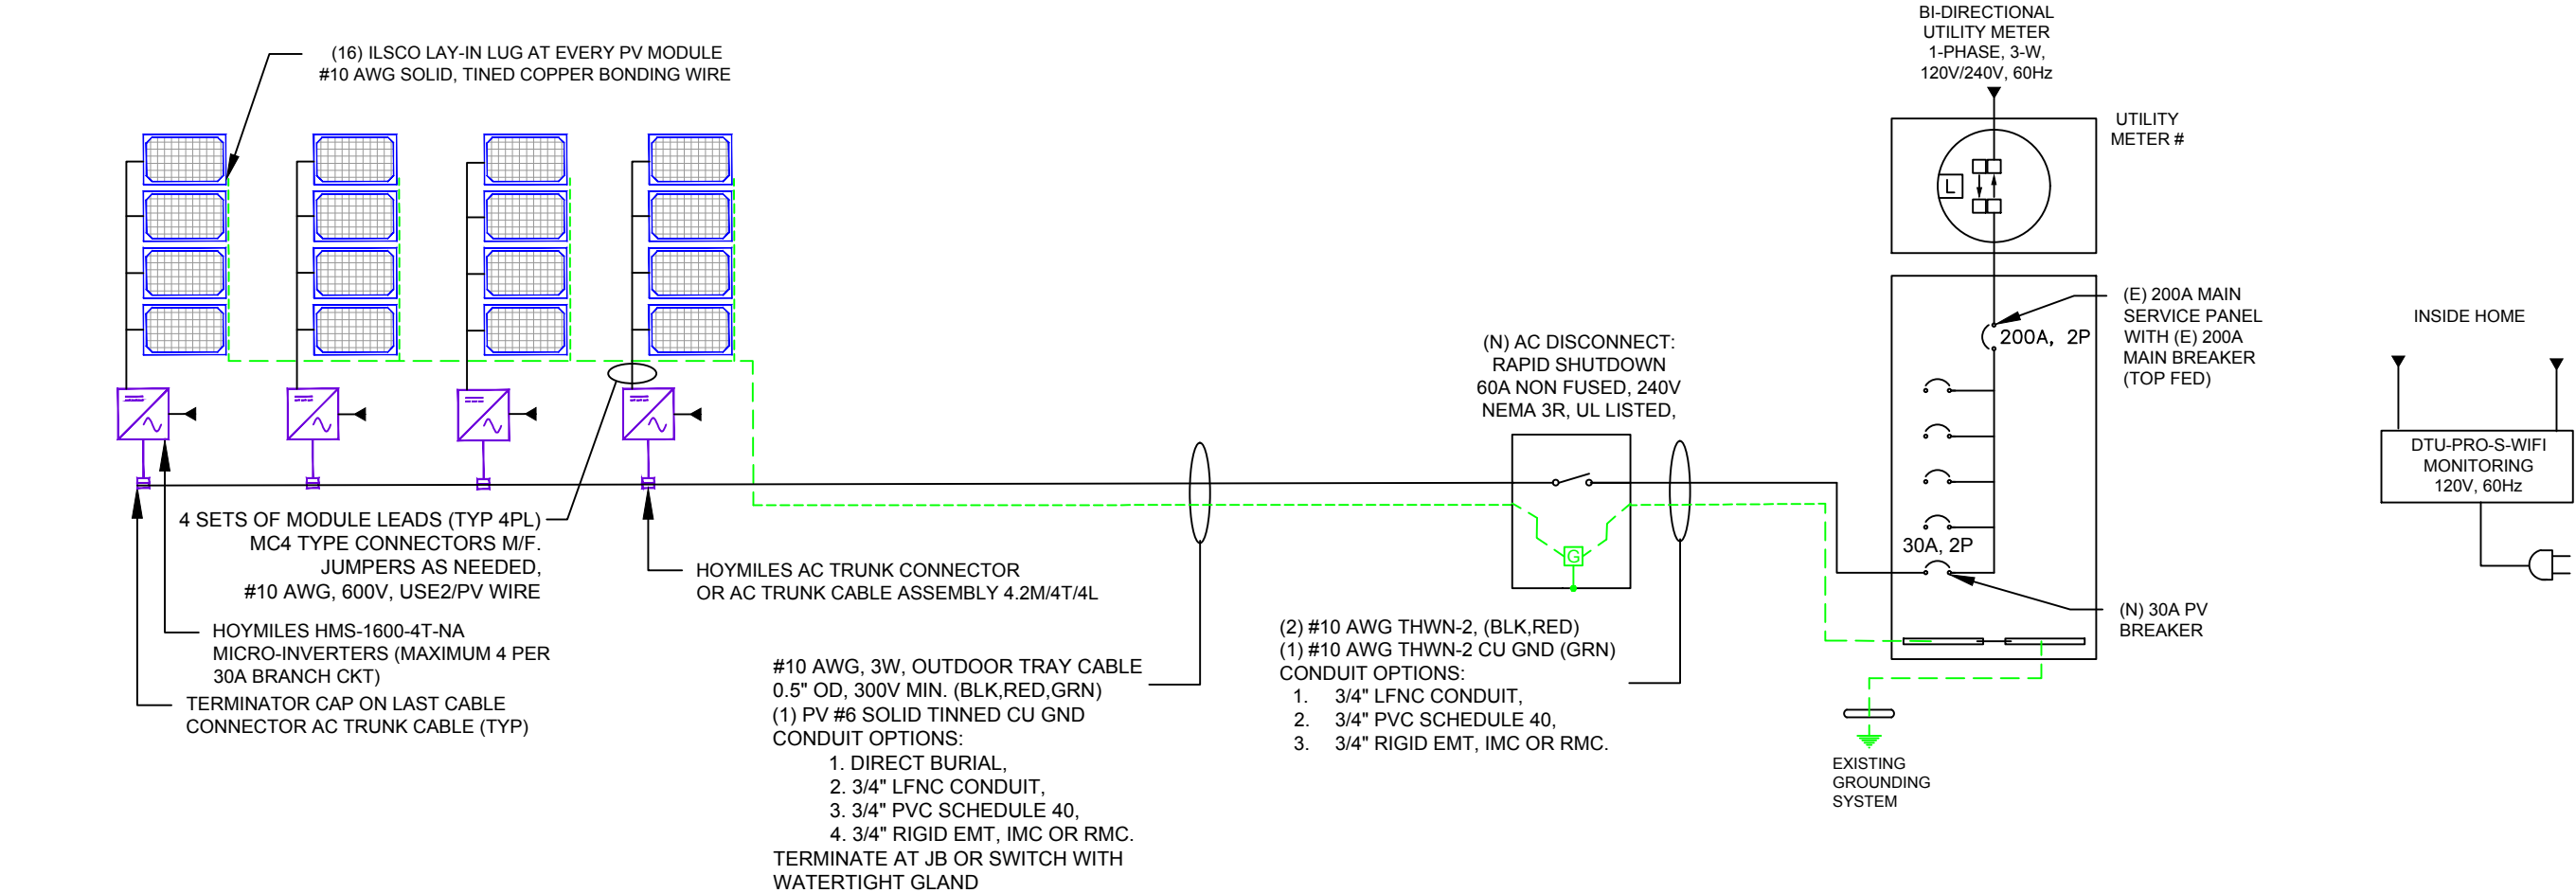 (16) ILSCO LAY-IN LUG AT EVERY PV MODULE
#10 AWG SOLID, TINED COPPER BONDING WIRE
4 SETS OF MODULE LEADS (TYP 4PL)
MC4 TYPE CONNECTORS M/F.
JUMPERS AS NEEDED,
#10 AWG, 600V, USE2/PV WIRE
HOYMILES HMS-1600-4T-NA
MICRO-INVERTERS (MAXIMUM 4 PER
30A BRANCH CKT)
TERMINATOR CAP ON LAST CABLE
CONNECTOR AC TRUNK CABLE (TYP)
HOYMILES AC TRUNK CONNECTOR
OR AC TRUNK CABLE ASSEMBLY 4.2M/4T/4L
#10 AWG, 3W, OUTDOOR TRAY CABLE
0.5" OD, 300V MIN. (BLK,RED,GRN)
(1) PV #6 SOLID TINNED CU GND
CONDUIT OPTIONS:
1. DIRECT BURIAL,
2. 3/4" LFNC CONDUIT,
3. 3/4" PVC SCHEDULE 40,
4. 3/4" RIGID EMT, IMC OR RMC.
TERMINATE AT JB OR SWITCH WITH
WATERTIGHT GLAND
(N) AC DISCONNECT:
RAPID SHUTDOWN
60A NON FUSED, 240V
NEMA 3R, UL LISTED,
G
(2) #10 AWG THWN-2, (BLK,RED)
(1) #10 AWG THWN-2 CU GND (GRN)
CONDUIT OPTIONS:
1. 3/4" LFNC CONDUIT,
2. 3/4" PVC SCHEDULE 40,
3. 3/4" RIGID EMT, IMC OR RMC.
BI-DIRECTIONAL
UTILITY METER
1-PHASE, 3-W,
120V/240V, 60Hz
UTILITY
METER #
L
200A, 2P
(E) 200A MAIN
SERVICE PANEL
WITH (E) 200A
MAIN BREAKER
(TOP FED)
30A, 2P
(N) 30A PV
BREAKER
EXISTING
GROUNDING
SYSTEM
INSIDE HOME
DTU-PRO-S-WIFI
MONITORING
120V, 60Hz